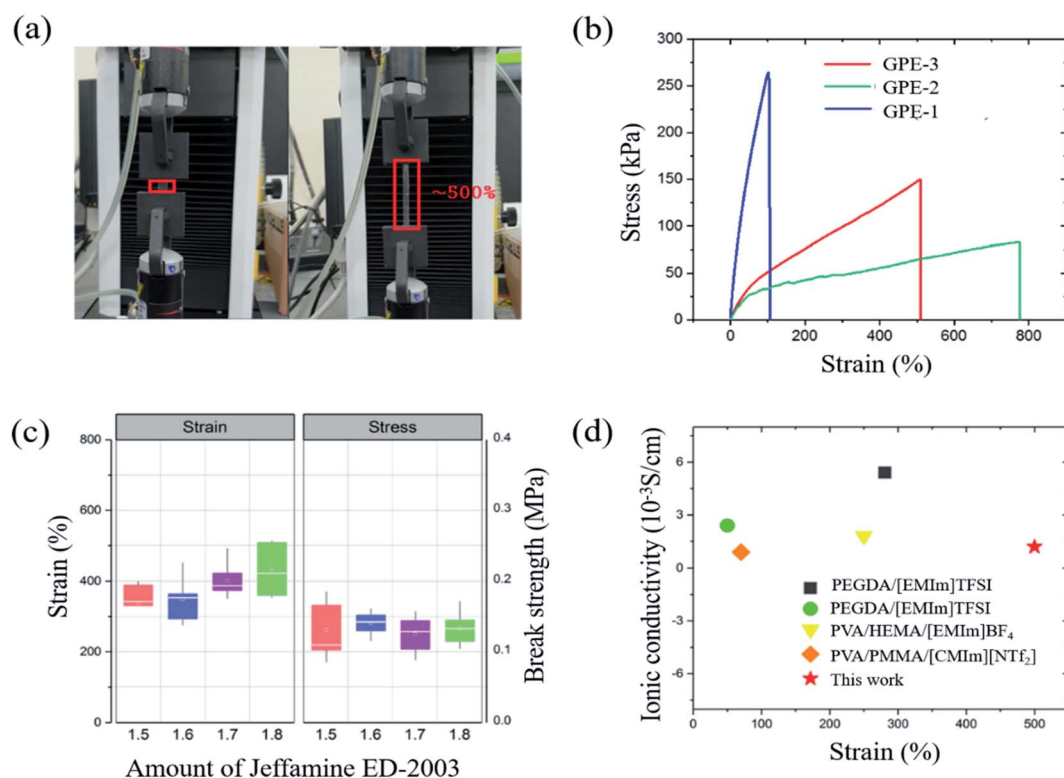 (a)
~500%
(b)
300
250
200
150
100
50
0
Stress (kPa)
GPE-3
GPE-2
GPE-1
0
200
400
600
800
Strain (%)
(c)
Strain
Stress
800
600
400
200
0
Strain (%)
0.4
0.3
0.2
0.1
0.0
Break strength (MPa)
1.5
1.6
1.7
1.8
1.5
1.6
1.7
1.8
Amount of Jeffamine ED-2003
(d)
6
3
0
-3
-6
Ionic conductivity (10⁻³S/cm)
PEGDA/[EMIm]TFSI
PEGDA/[EMIm]TFSI
PVA/HEMA/[EMIm]BF₄
PVA/PMMA/[CMIm][NTf₂]
This work
0
100
200
300
400
500
Strain (%)